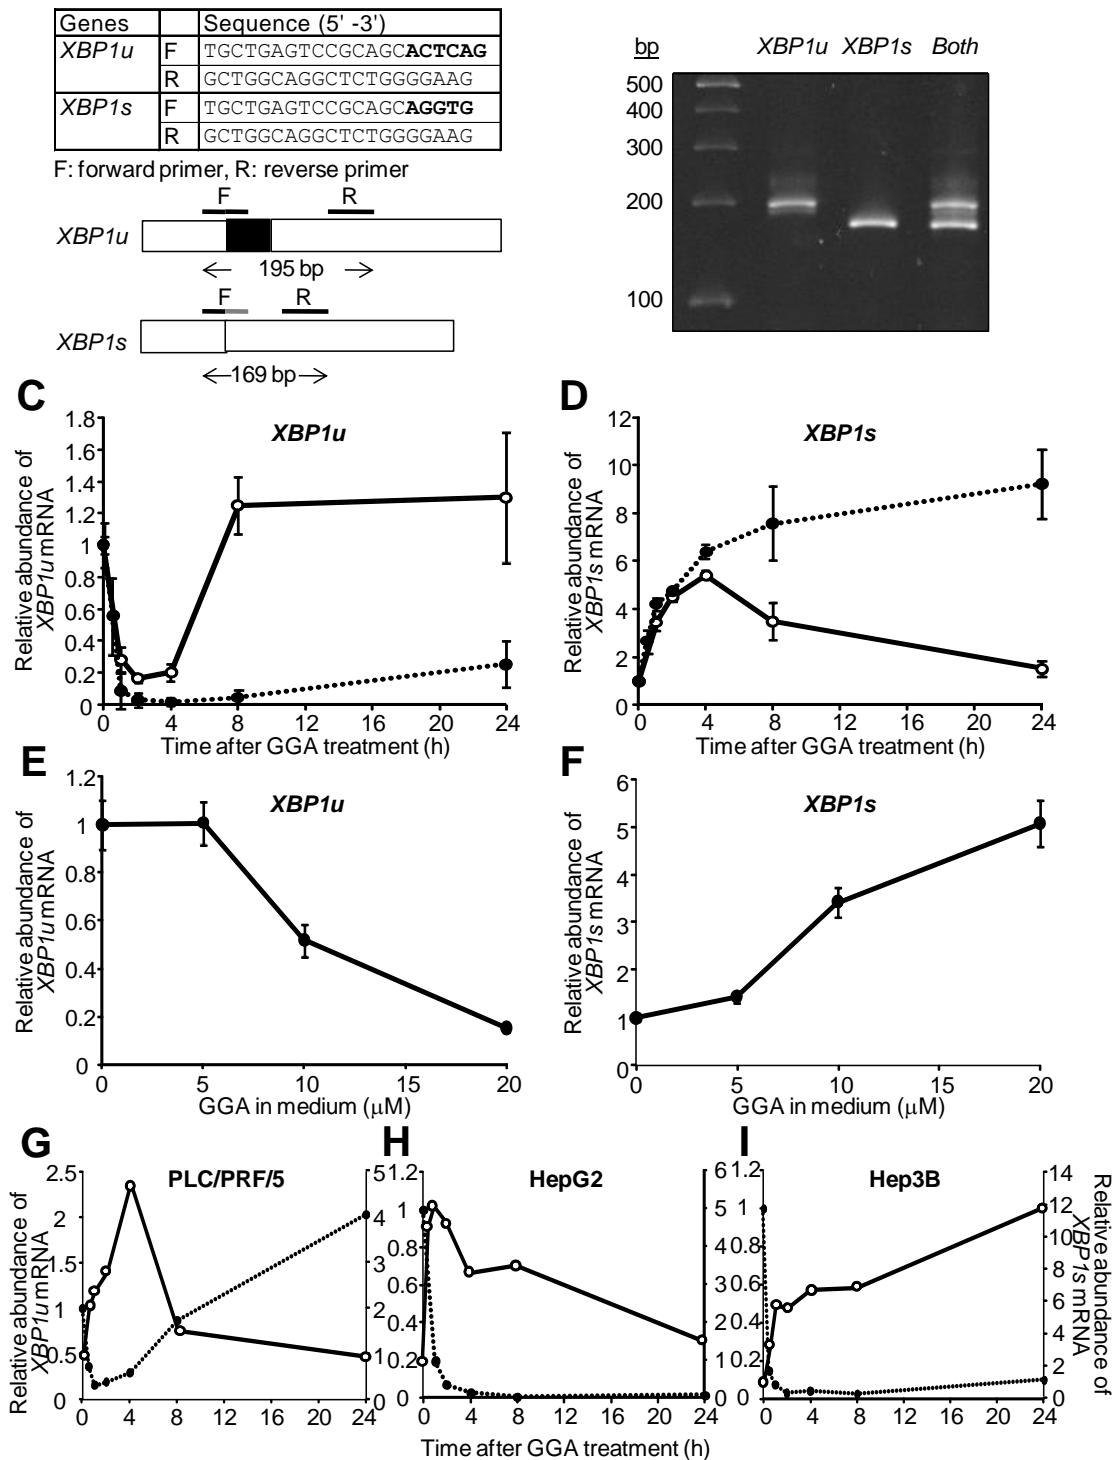 Genes Sequence (5' -3')
XBP1u F TGCTGAGTCCGCAGCACTCAG
R GCTGGCAGGCTCTGGGGAAG
XBP1s F TGCTGAGTCCGCAGCAGGTG
R GCTGGCAGGCTCTGGGGAAG
F: forward primer, R: reverse primer
F R
XBP1u
195 bp
F R
XBP1s
169 bp
bp XBP1u XBP1s Both
500
400
300
200
100
C
XBP1u
Relative abundance of
XBP1u mRNA
1.8
1.6
1.4
1.2
1
0.8
0.6
0.4
0.2
0
0 4 8 12 16 20 24
Time after GGA treatment (h)
D
XBP1s
Relative abundance of
XBP1s mRNA
12
10
8
6
4
2
0
0 4 8 12 16 20 24
Time after GGA treatment (h)
E
XBP1u
Relative abundance of
XBP1u mRNA
1.2
1
0.8
0.6
0.4
0.2
0
0 5 10 15 20
GGA in medium (μM)
F
XBP1s
Relative abundance of
XBP1s mRNA
6
5
4
3
2
1
0
0 5 10 15 20
GGA in medium (μM)
G
PLC/PRF/5
Relative abundance of
XBP1u mRNA
2.5
2
1.5
1
0.5
0
5
4
3
2
1
0
0 4 8 12 16 20 24
H
HepG2
1.2
1
0.8
0.6
0.4
0.2
0
6
5
4
3
2
1
0
0 4 8 12 16 20 24
I
Hep3B
1.2
1
0.8
0.6
0.4
0.2
0
14
12
10
8
6
4
2
0
0 4 8 12 16 20 24
Relative abundance of
XBP1s mRNA
Time after GGA treatment (h)